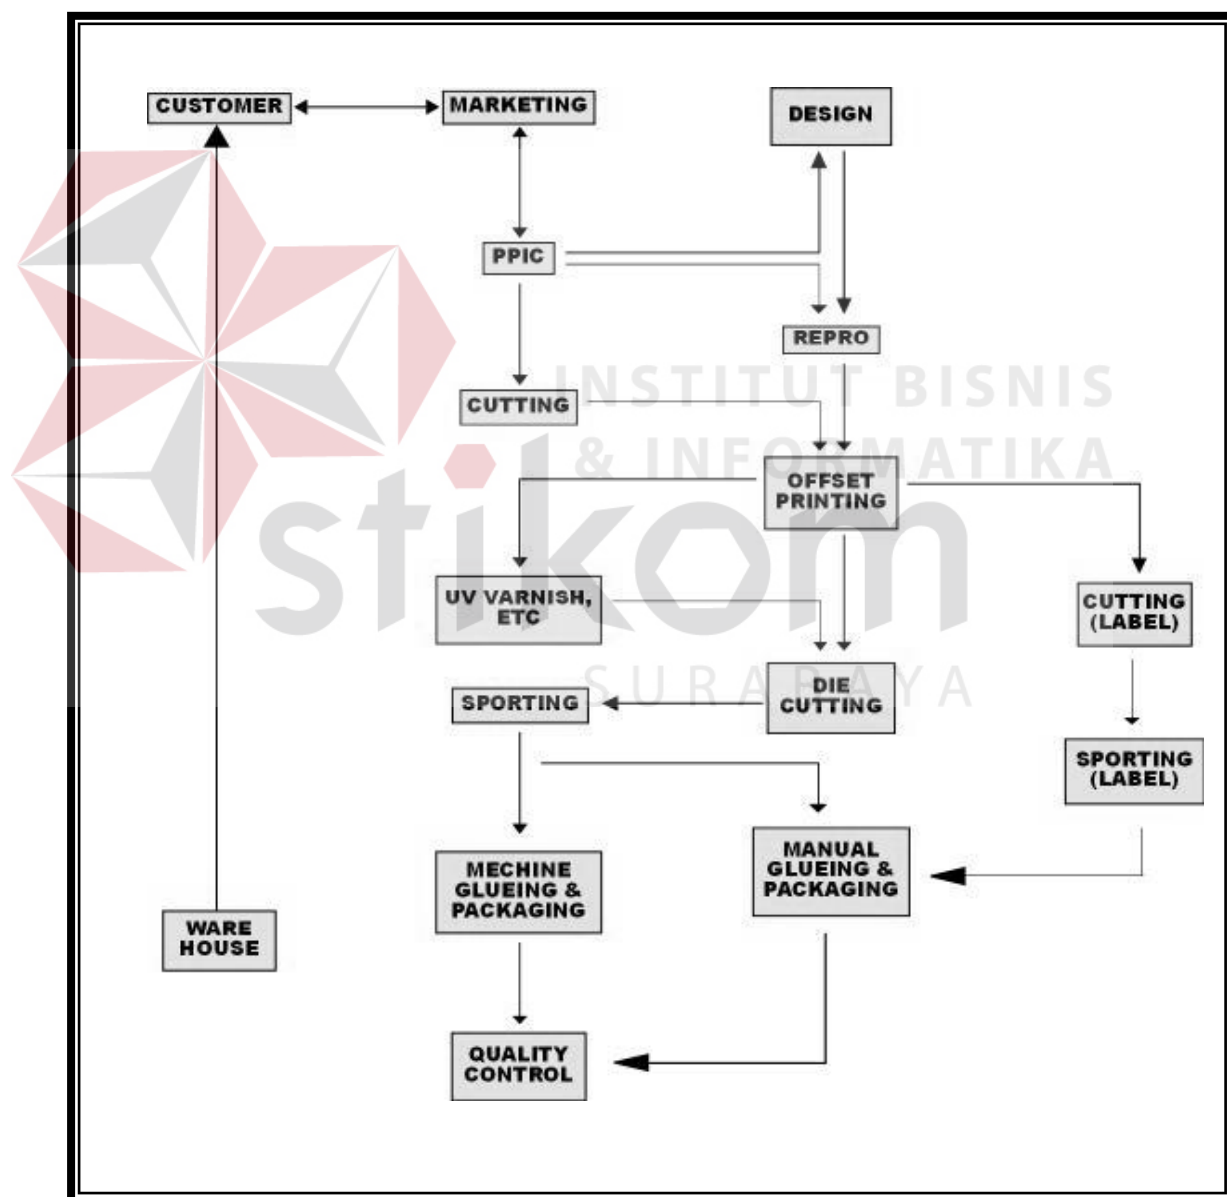 CUSTOMER
MARKETING
DESIGN
PPIC
REPRO
INSTITUT BISNIS
CUTTING
& INFORMATIKA
OFFSET
PRINTING
stikom
UV VARNISH,
ETC
CUTTING
(LABEL)
SURABAYA
DIE
CUTTING
SPORTING
SPORTING
(LABEL)
MECHINE
GLUEING &
PACKAGING
MANUAL
GLUEING &
PACKAGING
WARE
HOUSE
QUALITY
CONTROL